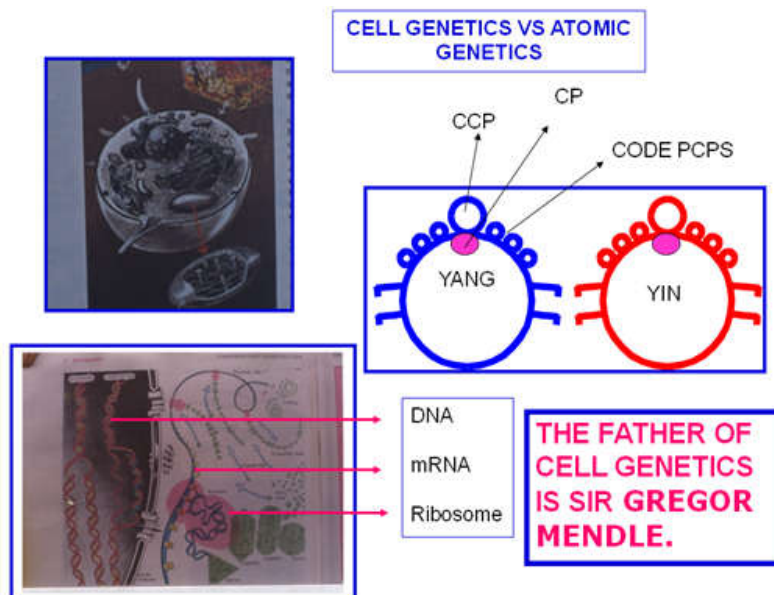 CELL GENETICS VS ATOMIC
GENETICS
CP
CCP
CODE PCPS
YANG
YIN
DNA
mRNA
Ribosome
THE FATHER OF
CELL GENETICS
IS SIR GREGOR
MENDLE.